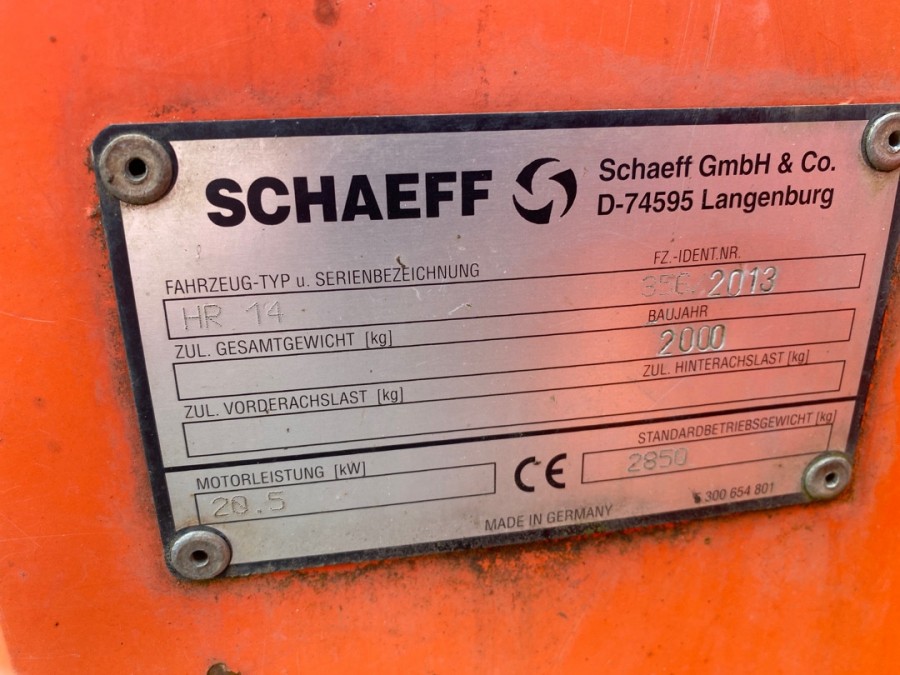 SCHAEFF
Schaeff GmbH & Co.
D-74595 Langenburg
FAHRZEUG-TYP u. SERIENBEZEICHNUNG
FZ.-IDENT.NR.
HR 14
2013
ZUL. GESAMTGEWICHT [kg]
BAUJAHR
2000
ZUL. VORDERACHSLAST [kg]
ZUL. HINTERACHSLAST [kg]
MOTORLEISTUNG [kW]
20.5
CE
STANDARDBETRIEBSGEWICHT [kg]
2850
MADE IN GERMANY
300 654 801